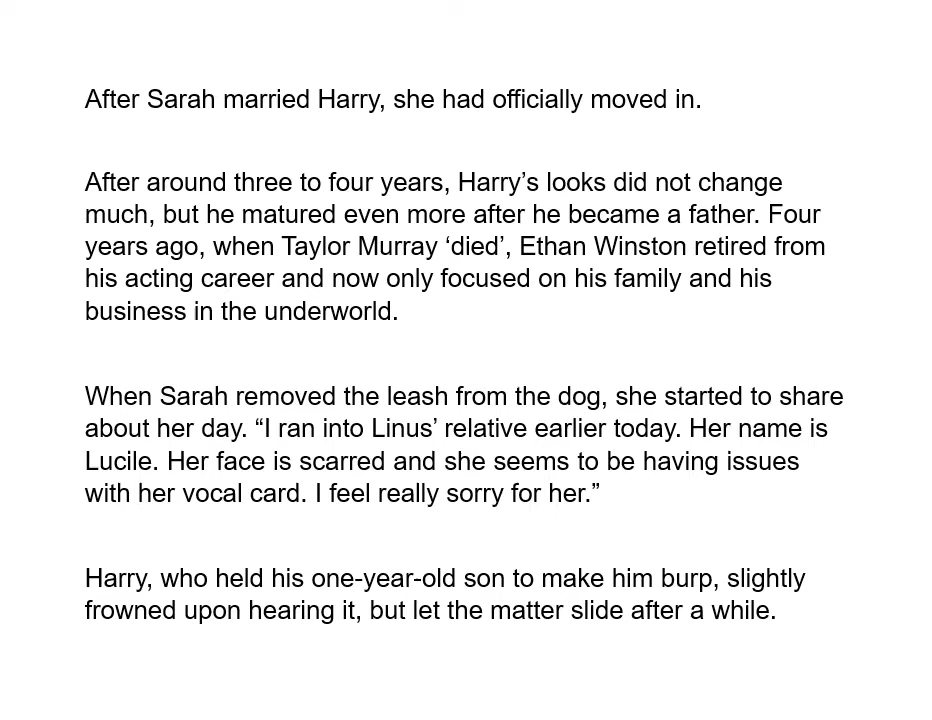 After Sarah married Harry, she had officially moved in.
After around three to four years, Harry’s looks did not change
much, but he matured even more after he became a father. Four
years ago, when Taylor Murray ‘died’, Ethan Winston retired from
his acting career and now only focused on his family and his
business in the underworld.
When Sarah removed the leash from the dog, she started to share
about her day. “I ran into Linus’ relative earlier today. Her name is
Lucile. Her face is scarred and she seems to be having issues
with her vocal card. I feel really sorry for her.”
Harry, who held his one-year-old son to make him burp, slightly
frowned upon hearing it, but let the matter slide after a while.